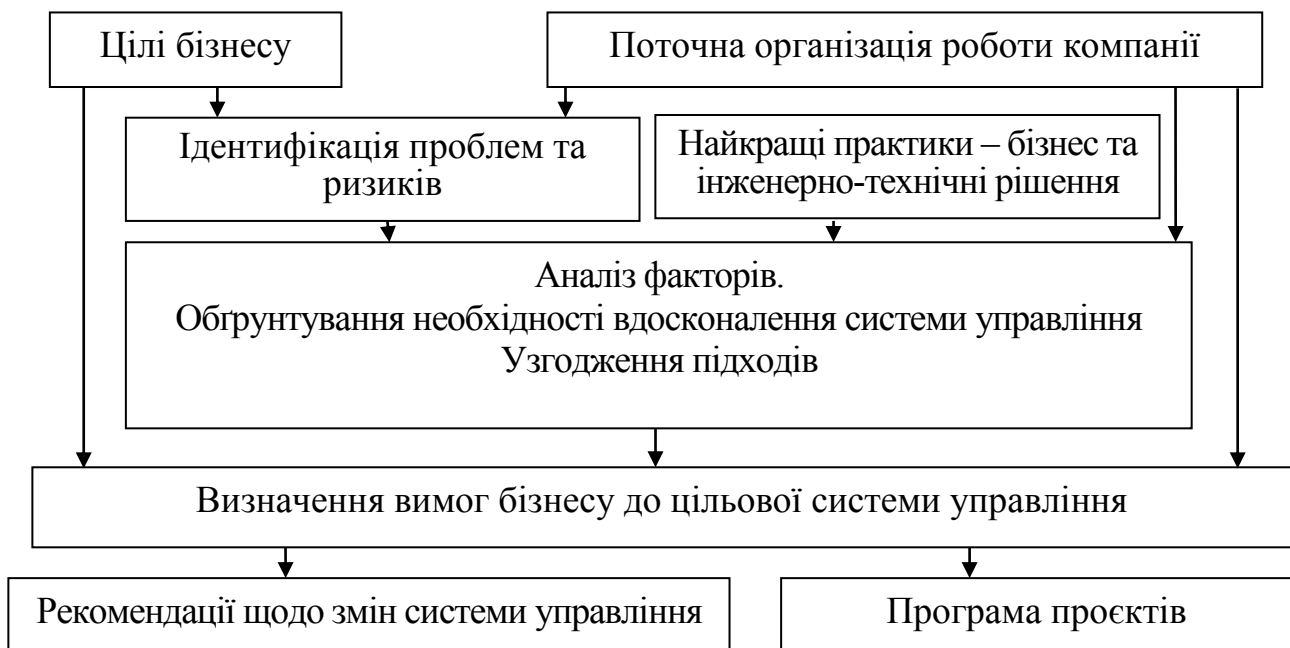 Цілі бізнесу
Поточна організація роботи компанії
Ідентифікація проблем та
ризиків
Найкращі практики – бізнес та
інженерно-технічні рішення
Аналіз факторів.
Обґрунтування необхідності вдосконалення системи управління
Узгодження підходів
Визначення вимог бізнесу до цільової системи управління
Рекомендації щодо змін системи управління
Програма проєктів